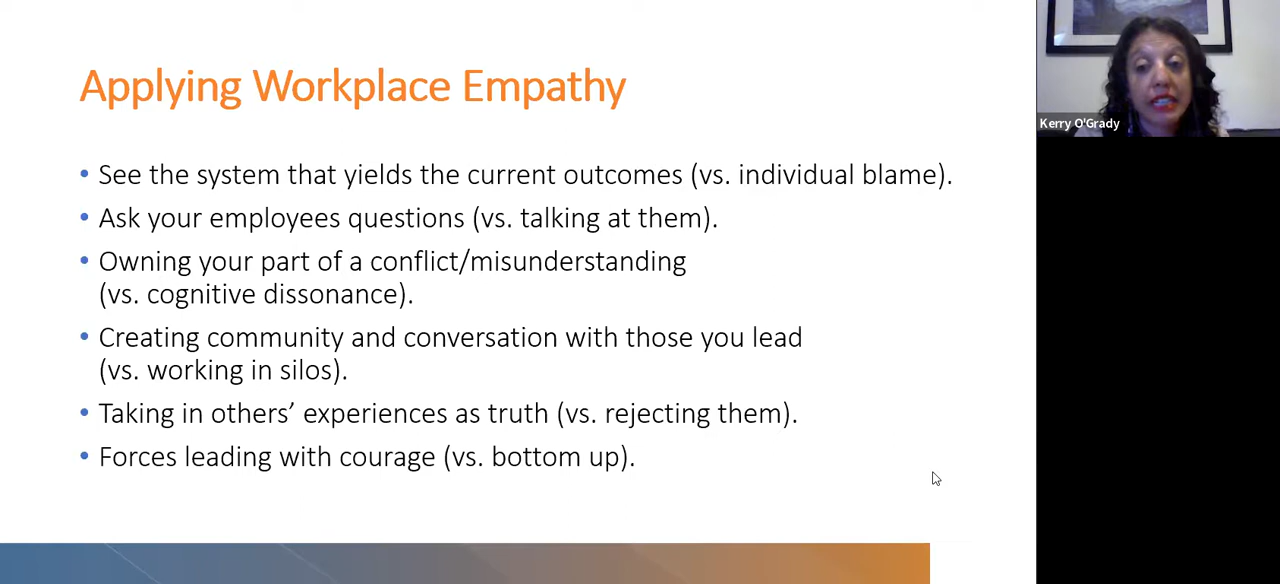 Applying Workplace Empathy
• See the system that yields the current outcomes (vs. individual blame).
• Ask your employees questions (vs. talking at them).
• Owning your part of a conflict/misunderstanding
(vs. cognitive dissonance).
• Creating community and conversation with those you lead
(vs. working in silos).
• Taking in others’ experiences as truth (vs. rejecting them).
• Forces leading with courage (vs. bottom up).
Kerry O'Grady